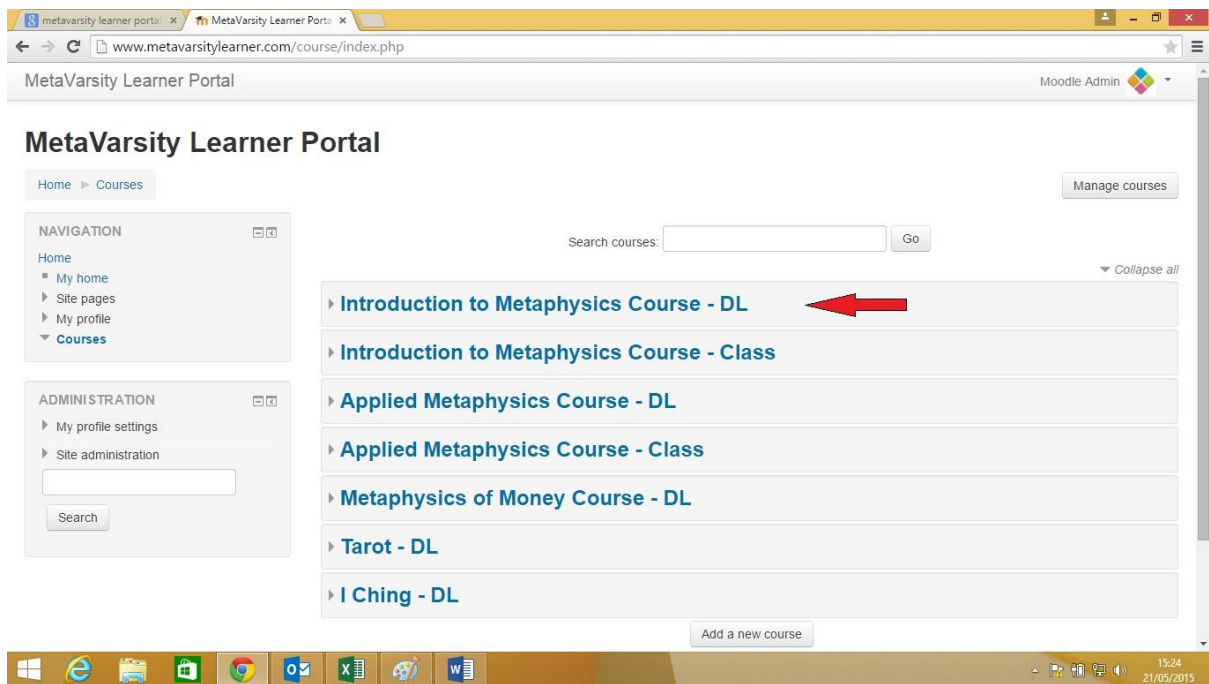 metavarsity learner portal
MetaVarsity Learner Porta
www.metavarsitylearner.com/course/index.php
MetaVarsity Learner Portal
Moodle Admin
MetaVarsity Learner Portal
Home Courses
Manage courses
NAVIGATION
Home
My home
Site pages
My profile
Courses
ADMINISTRATION
My profile settings
Site administration
Search
Search courses:
Go
Collapse all
Introduction to Metaphysics Course - DL
Introduction to Metaphysics Course - Class
Applied Metaphysics Course - DL
Applied Metaphysics Course - Class
Metaphysics of Money Course - DL
Tarot - DL
I Ching - DL
Add a new course
15:24
21/05/2015